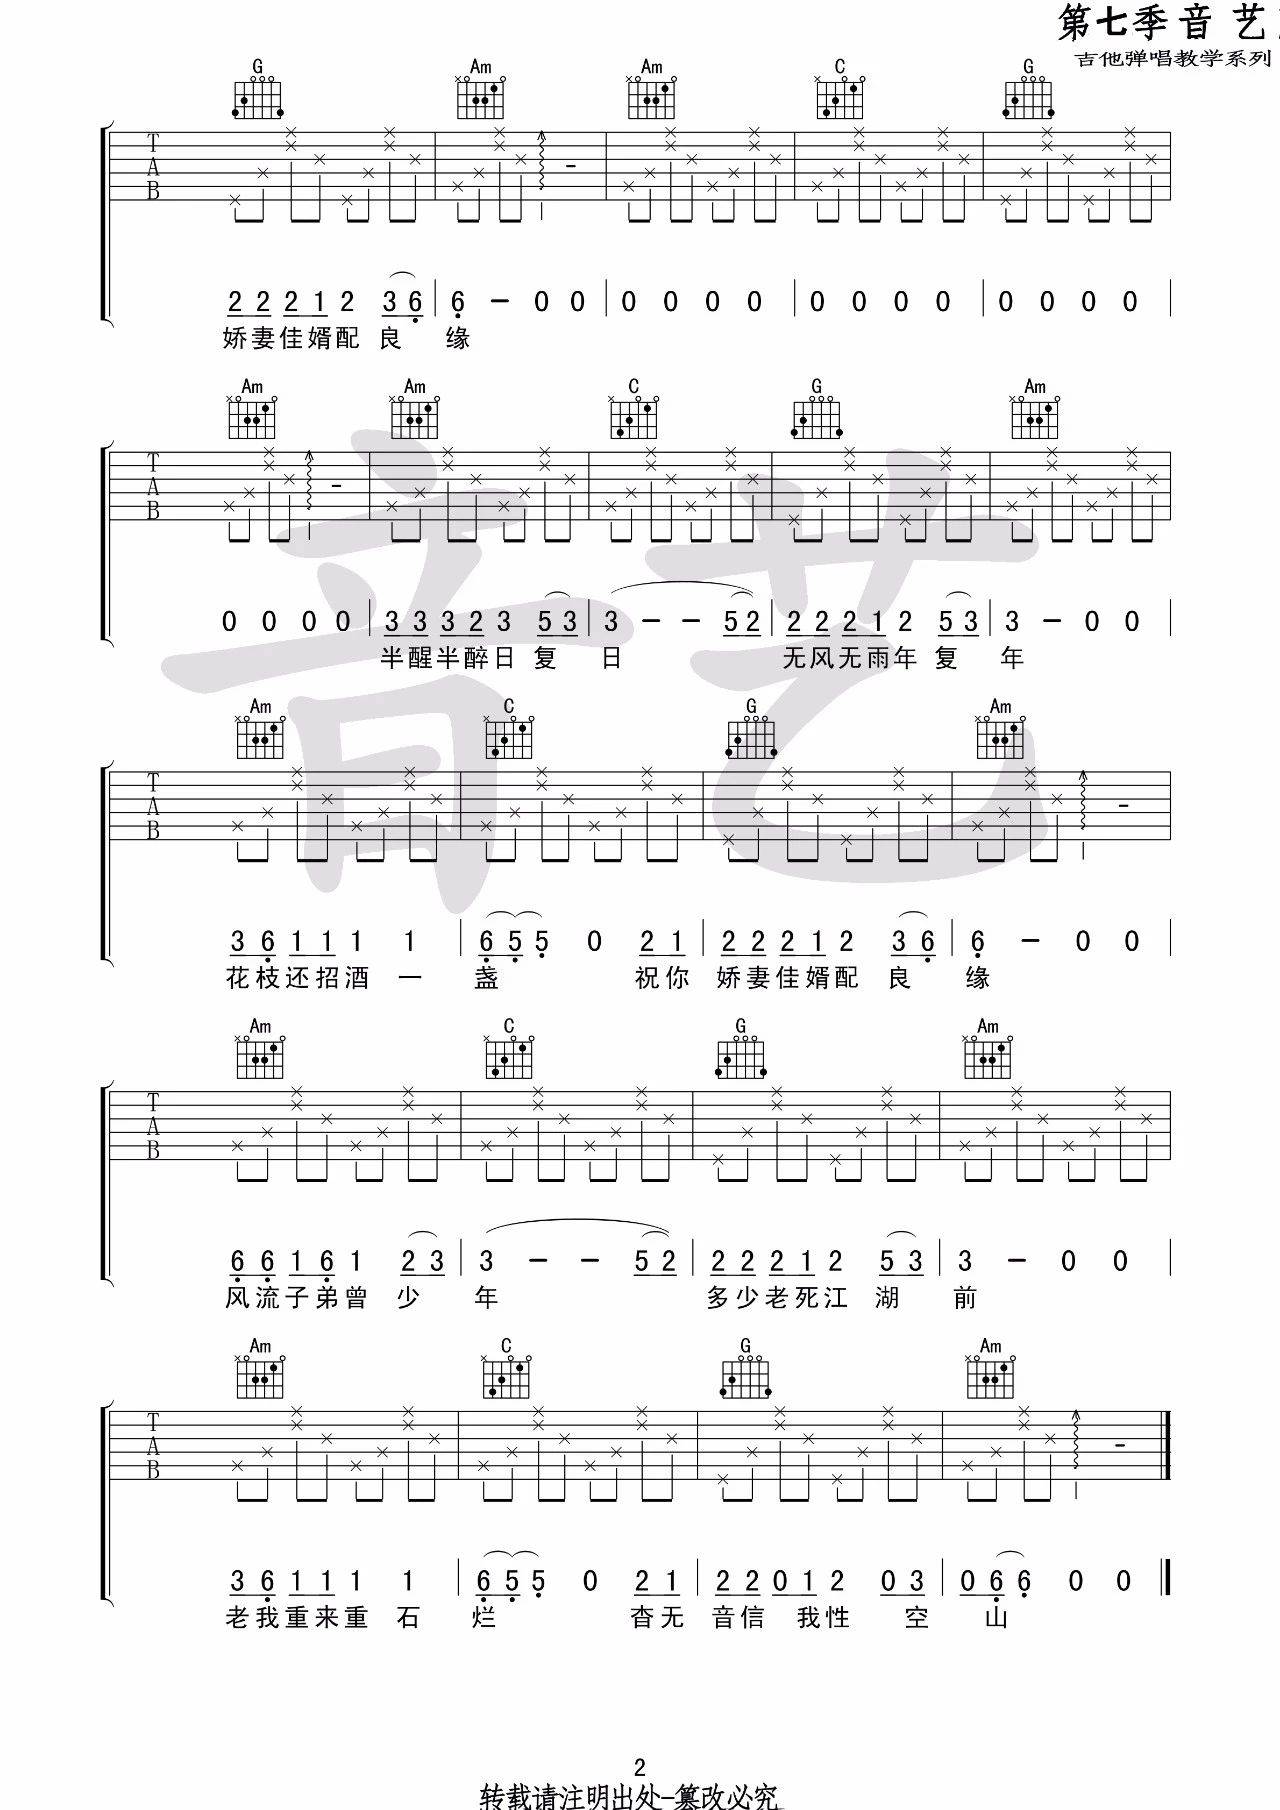 第七季音艺
吉他弹唱教学系列
G Am Am C G
T A B
2 2 2 1 2 3 6 | 6 - 0 0 | 0 0 0 0 | 0 0 0 0 | 0 0 0 0
娇妻佳婿配良缘
Am Am C G Am
T A B
0 0 0 0 | 3 3 3 2 3 5 3 | 3 - - 5 2 | 2 2 2 1 2 5 3 | 3 - 0 0
半醒半醉日复日 无风无雨年复年
Am C G Am
T A B
3 6 1 1 1 1 | 6 5 5 0 2 1 | 2 2 2 1 2 3 6 | 6 - 0 0
花枝还招酒一盏 祝你娇妻佳婿配良缘
Am C G Am
T A B
6 6 1 6 1 2 3 | 3 - - 5 2 | 2 2 2 1 2 5 3 | 3 - 0 0
风流子弟曾少年 多少老死江湖前
Am C G Am
T A B
3 6 1 1 1 1 | 6 5 5 0 2 1 | 2 2 0 1 2 0 3 | 0 6 6 0 0
老我重来重石烂 杳无音信 我性空山
音艺
2
转载请注明出处-篡改必究